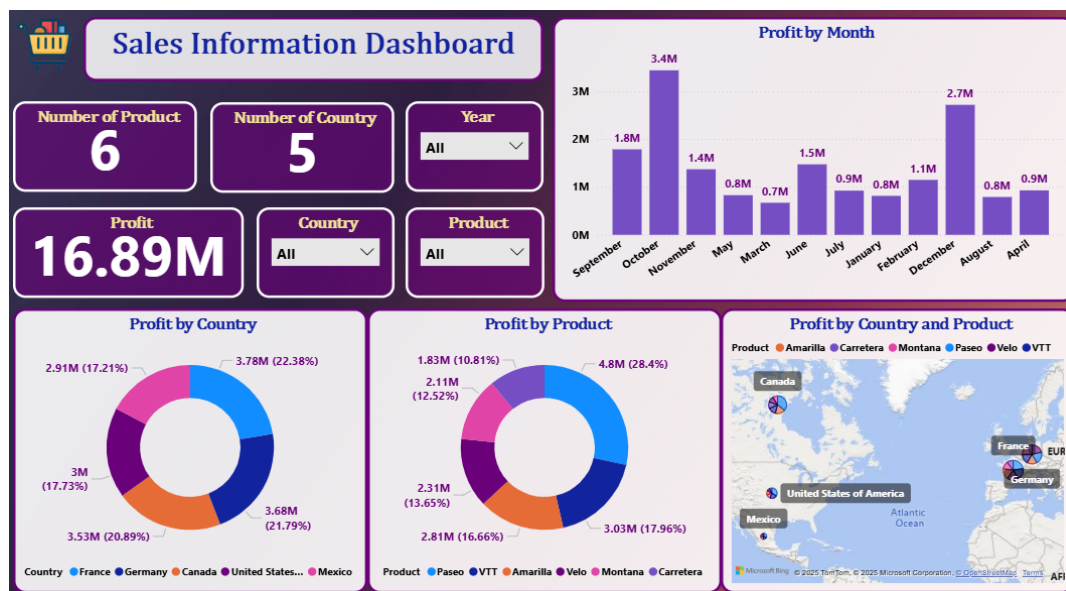 Sales Information Dashboard
Number of Product
6
Number of Country
5
Year
All
Profit
16.89M
Country
All
Product
All
Profit by Month
3M
2M
1M
0M
1.8M
3.4M
1.4M
0.8M
0.7M
1.5M
0.9M
0.8M
1.1M
2.7M
0.8M
0.9M
September
October
November
May
March
June
July
January
February
December
August
April
Profit by Country
3.78M (22.38%)
3.68M
(21.79%)
3.53M (20.89%)
3M
(17.73%)
2.91M (17.21%)
Country France Germany Canada United States... Mexico
Profit by Product
4.8M (28.4%)
3.03M (17.96%)
2.81M (16.66%)
2.31M
(13.65%)
2.11M
(12.52%)
1.83M (10.81%)
Product Paseo VTT Amarilla Velo Montana Carretera
Profit by Country and Product
Product Amarilla Carretera Montana Paseo Velo VTT
Canada
France
EUR
Germany
United States of America
Mexico
Atlantic
Ocean
AFI
Microsoft Bing © 2025 TomTom, © 2025 Microsoft Corporation, © OpenStreetMap Terms